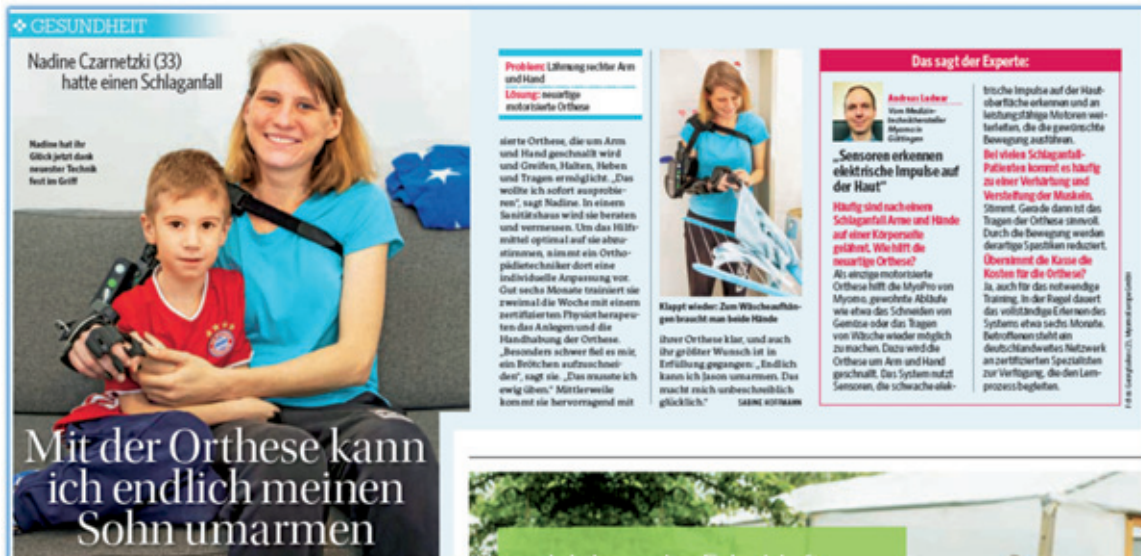 GESUNDHEIT
Nadine Czarnetzki (33)
hatte einen Schlaganfall
Nadine hat ihr
Glück jetzt dank
neuester Technik
fest im Griff
Mit der Orthese kann
ich endlich meinen
Sohn umarmen
Problem: Lähmung rechter Arm
und Hand
Lösung: neuartige
motorisierte Orthese
sierte Orthese, die um Arm
und Hand geschnallt wird
und Greifen, Halten, Heben
und Tragen ermöglicht. „Das
wollte ich sofort ausprobie-
ren“, sagt Nadine. In einem
Sanitätshaus wird sie beraten
und vermessen. Um das Hilfs-
mittel optimal auf sie abzu-
stimmen, nimmt ein Ortho-
pädietechniker dort eine
individuelle Anpassung vor.
Gut sechs Monate trainiert sie
zweimal die Woche mit einem
zertifizierten Physiotherapeu-
ten das Anlegen und die
Handhabung der Orthese.
„Besonders schwer fiel es mir,
ein Brötchen aufzuschnei-
den“, sagt sie. „Das musste ich
ewig üben.“ Mittlerweile
kommt sie hervorragend mit
Klappt wieder: Zum Wäscheaufhän-
gen braucht man beide Hände
ihrer Orthese klar, und auch
ihr größter Wunsch ist in
Erfüllung gegangen: „Endlich
kann ich Jason umarmen. Das
macht mich unbeschreiblich
glücklich.“ SABINE HOFFMANN
Das sagt der Experte:
Andreas
Vom Medizin-
technikhersteller
Myomo in
Göttingen
„Sensoren erkennen
elektrische Impulse auf
der Haut“
Häufig sind nach einem
Schlaganfall Arme und Hände
auf einer Körperseite
gelähmt. Wie hilft die
neuartige Orthese?
Als einzige motorisierte
Orthese hilft die MyoPro von
Myomo, gewohnte Abläufe
wie etwa das Schneiden von
Gemüse oder das Tragen
von Wäsche wieder möglich
zu machen. Dazu wird die
Orthese um Arm und Hand
geschnallt. Das System nutzt
Sensoren, die schwache elek-
trische Impulse auf der Haut-
oberfläche erkennen und an
leistungsfähige Motoren wei-
terleiten, die die gewünschte
Bewegung ausführen.
Bei vielen Schlaganfall-
Patienten kommt es häufig
zu einer Verhärtung und
Versteifung der Muskeln.
Stimmt. Gerade dann ist das
Tragen der Orthese sinnvoll.
Durch die Bewegung werden
derartige Spastiken reduziert.
Übernimmt die Kasse die
Kosten für die Orthese?
Ja, auch für das notwendige
Training. In der Regel dauert
das vollständige Erlernen des
Systems etwa sechs Monate.
Betroffenen steht ein
deutschlandweites Netzwerk
an zertifizierten Spezialisten
zur Verfügung, die den Lern-
prozess begleiten.